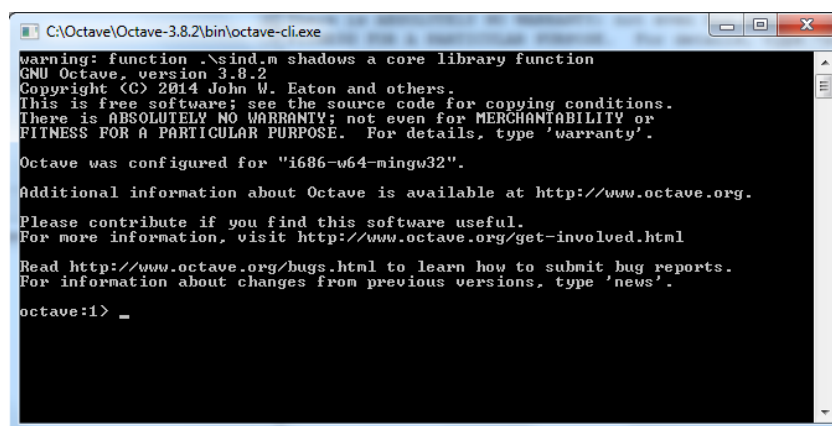 C:\Octave\Octave-3.8.2\bin\octave-cli.exe
warning: function .\sind.m shadows a core library function
GNU Octave, version 3.8.2
Copyright (C) 2014 John W. Eaton and others.
This is free software; see the source code for copying conditions.
There is ABSOLUTELY NO WARRANTY; not even for MERCHANTABILITY or
FITNESS FOR A PARTICULAR PURPOSE.  For details, type 'warranty'.
Octave was configured for "i686-w64-mingw32".
Additional information about Octave is available at http://www.octave.org.
Please contribute if you find this software useful.
For more information, visit http://www.octave.org/get-involved.html
Read http://www.octave.org/bugs.html to learn how to submit bug reports.
For information about changes from previous versions, type 'news'.
octave:1> _